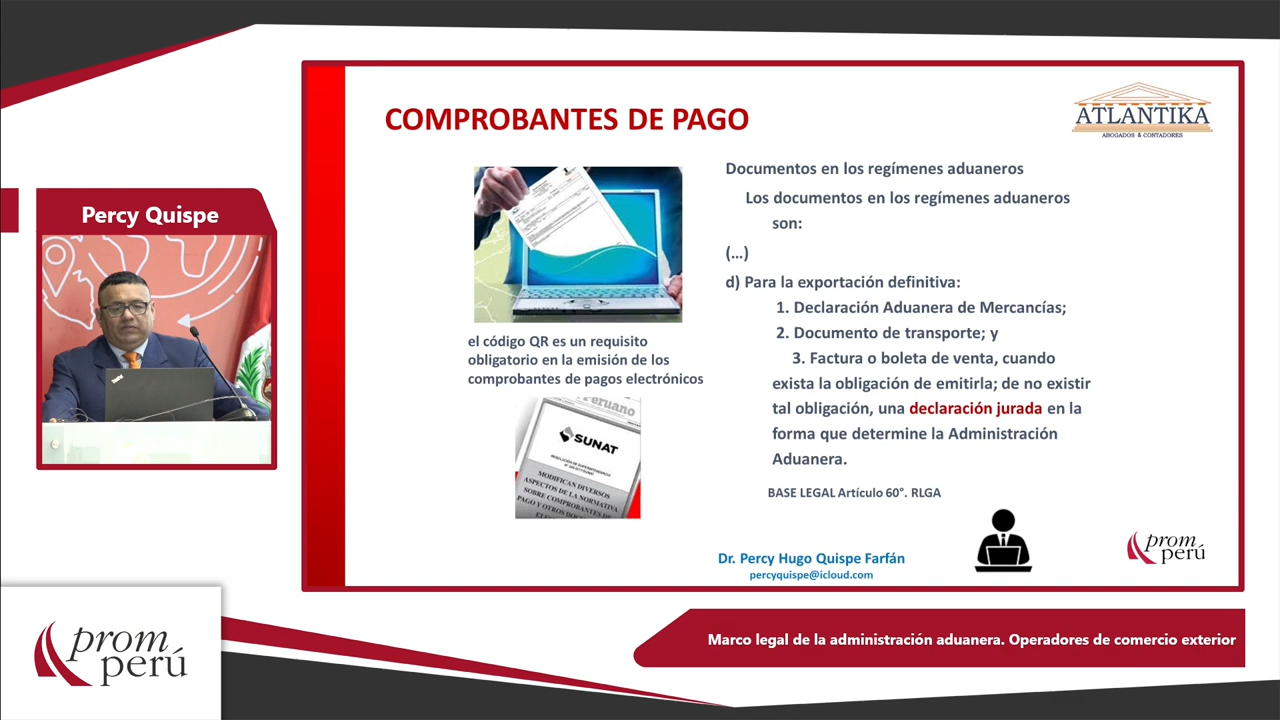 COMPROBANTES DE PAGO
ATLANTIKA
ABOGADOS & CONTADORES
Percy Quispe
Documentos en los regímenes aduaneros
Los documentos en los regímenes aduaneros
son:
(...)
d) Para la exportación definitiva:
1. Declaración Aduanera de Mercancías;
2. Documento de transporte; y
3. Factura o boleta de venta, cuando
exista la obligación de emitirla; de no existir
tal obligación, una declaración jurada en la
forma que determine la Administración
Aduanera.
BASE LEGAL Artículo 60°. RLGA
el código QR es un requisito
obligatorio en la emisión de los
comprobantes de pagos electrónicos
Peruano
SUNAT
RESOLUCIÓN DE SUPERINTENDENCIA
MODIFICAN DIVERSOS
ASPECTOS DE LA NORMATIVA
SOBRE COMPROBANTES DE
PAGO Y OTROS
Dr. Percy Hugo Quispe Farfán
percyquispe@icloud.com
prom
perú
Marco legal de la administración aduanera. Operadores de comercio exterior
prom
perú